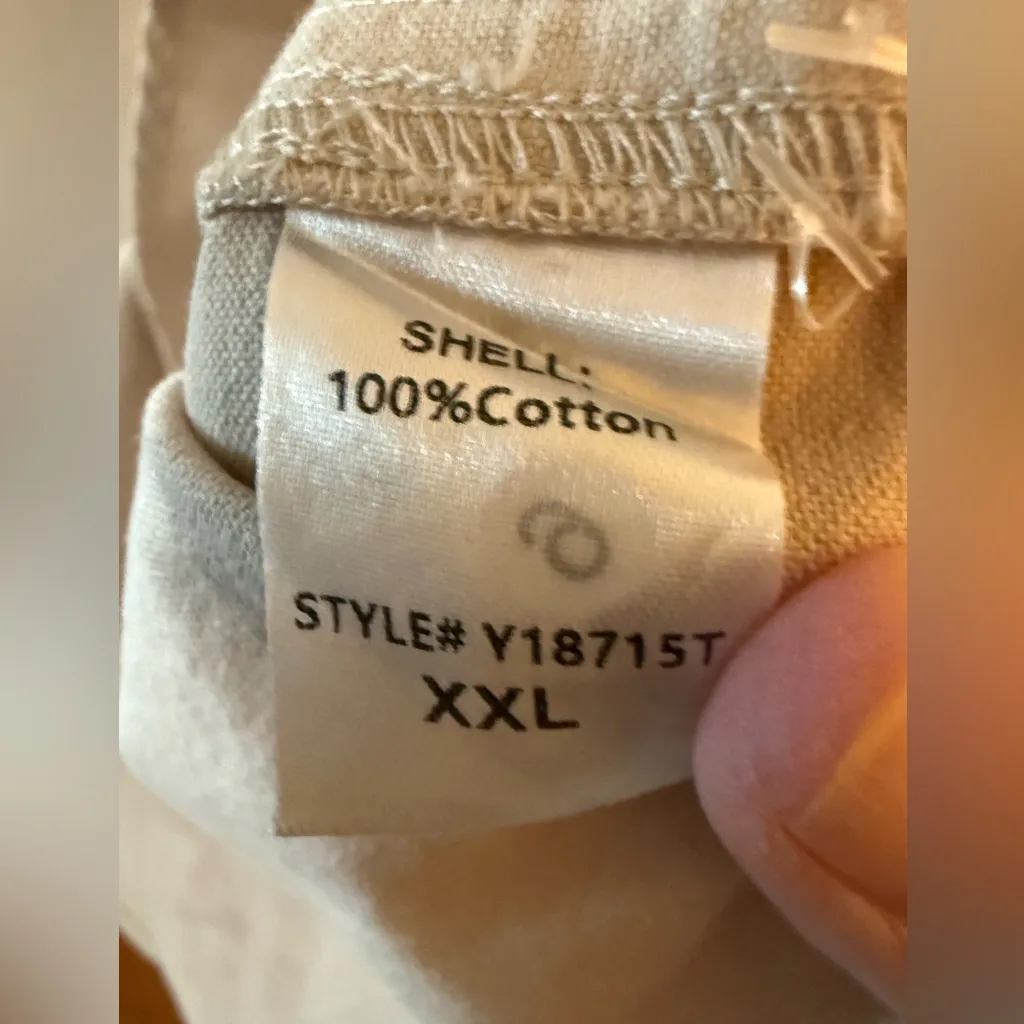 SHELL:
100%Cotton
STYLE# Y18715T
XXL